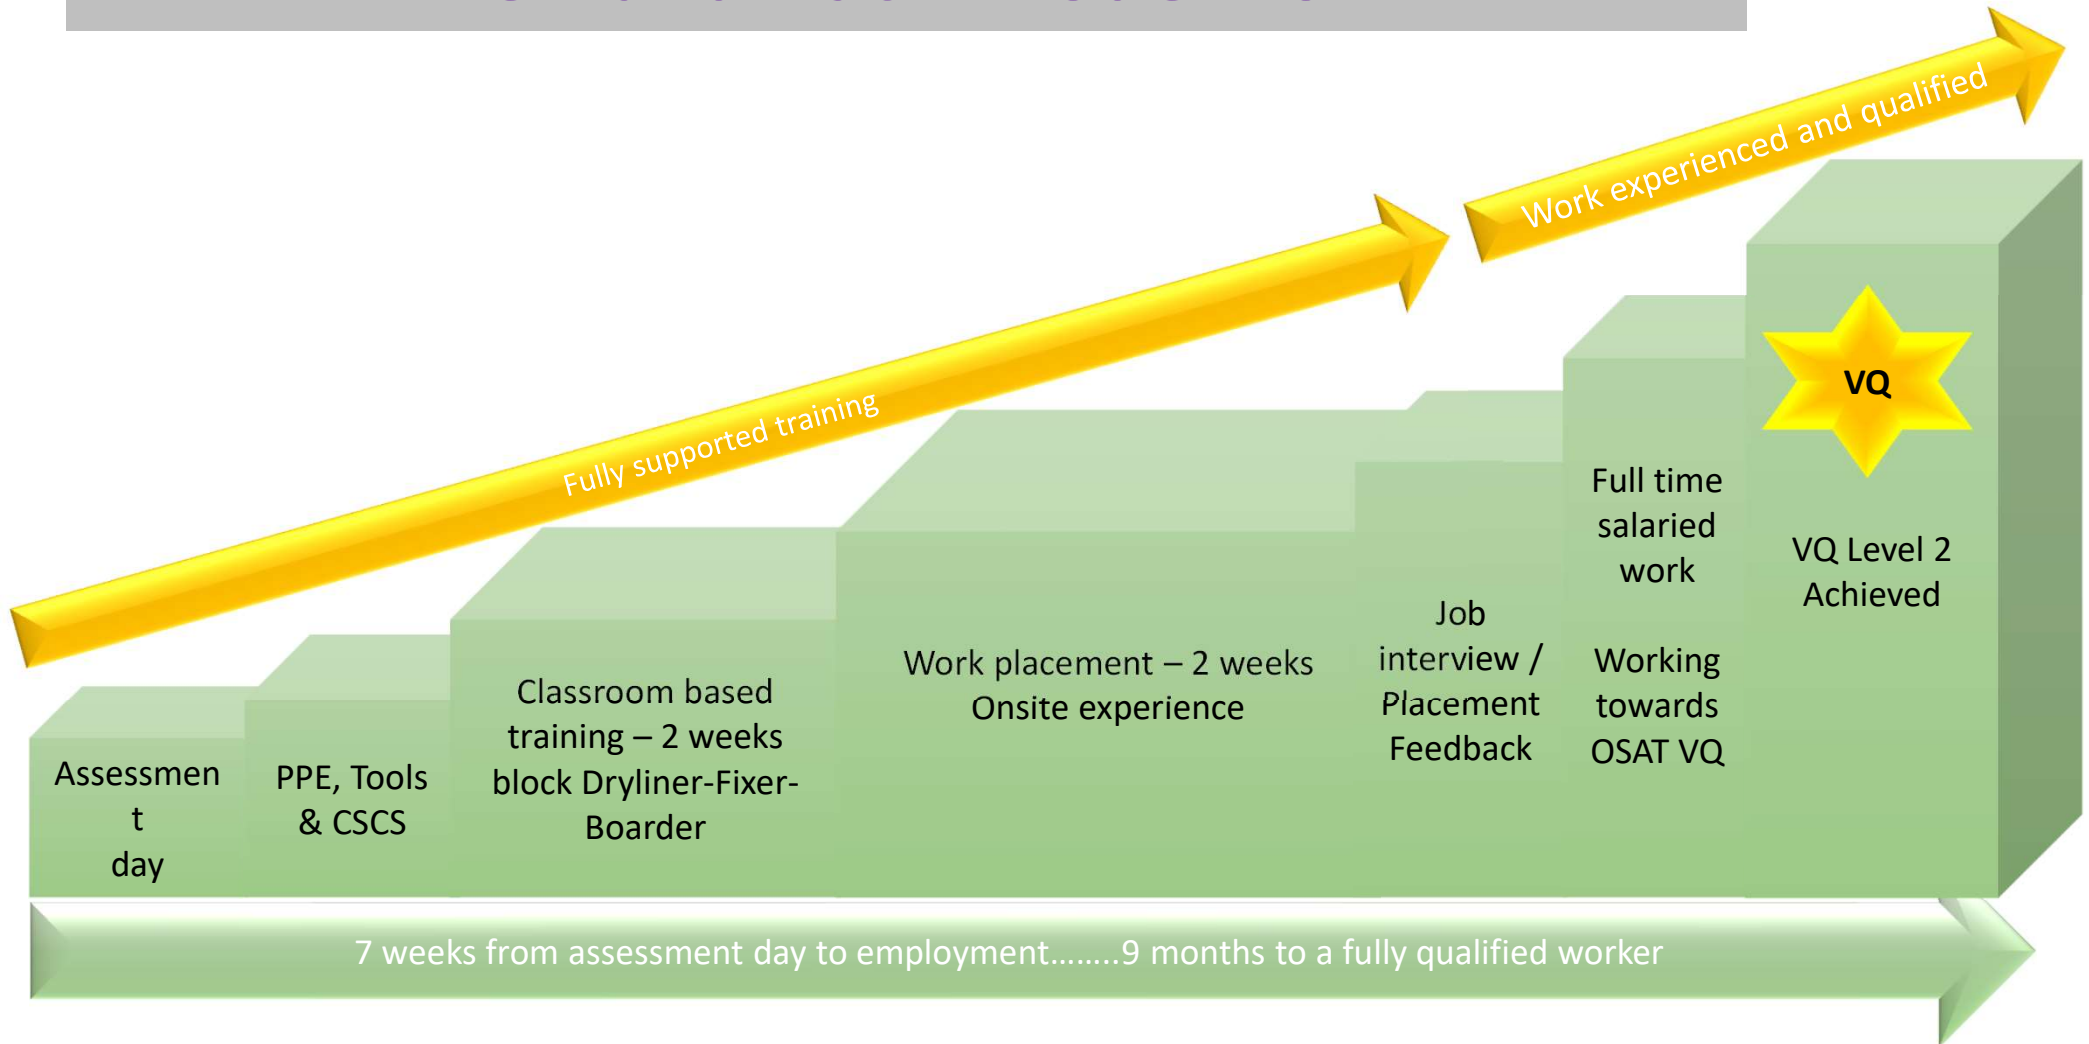 Work experienced and qualified
Fully supported training
VQ
Assessmen
t
day
PPE, Tools
& CSCS
Classroom based
training – 2 weeks
block Dryliner-Fixer-
Boarder
Work placement – 2 weeks
Onsite experience
Job
interview /
Placement
Feedback
Full time
salaried
work
Working
towards
OSAT VQ
VQ Level 2
Achieved
7 weeks from assessment day to employment……..9 months to a fully qualified worker